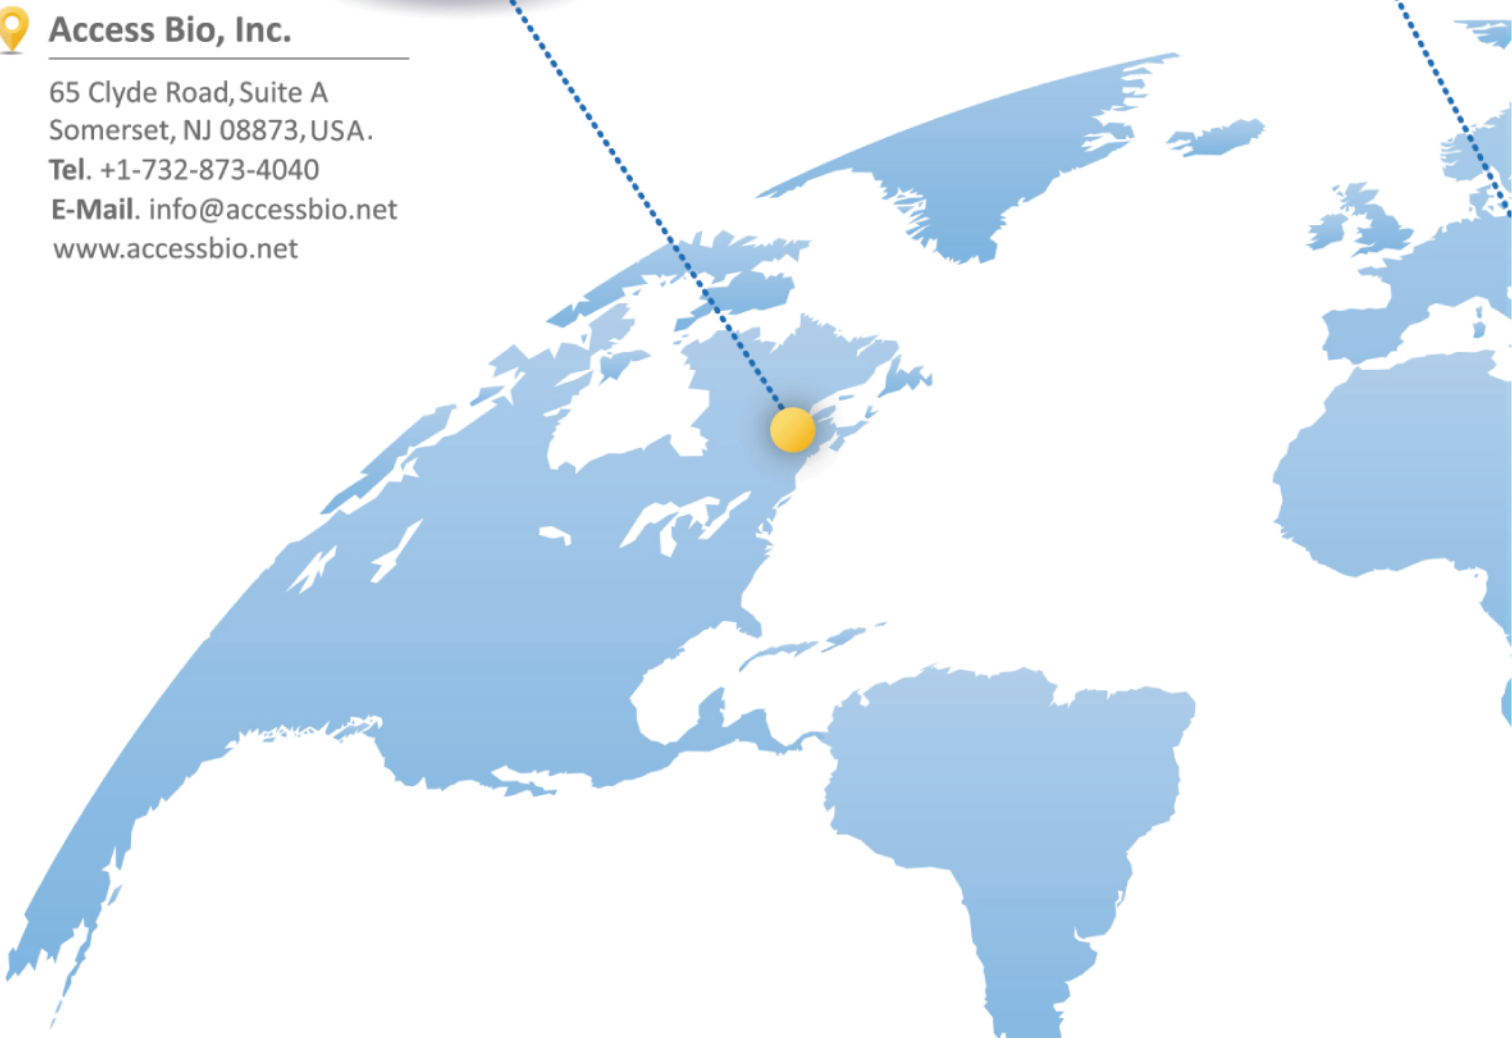 Access Bio, Inc.
65 Clyde Road, Suite A
Somerset, NJ 08873, USA.
Tel. +1-732-873-4040
E-Mail. info@accessbio.net
www.accessbio.net